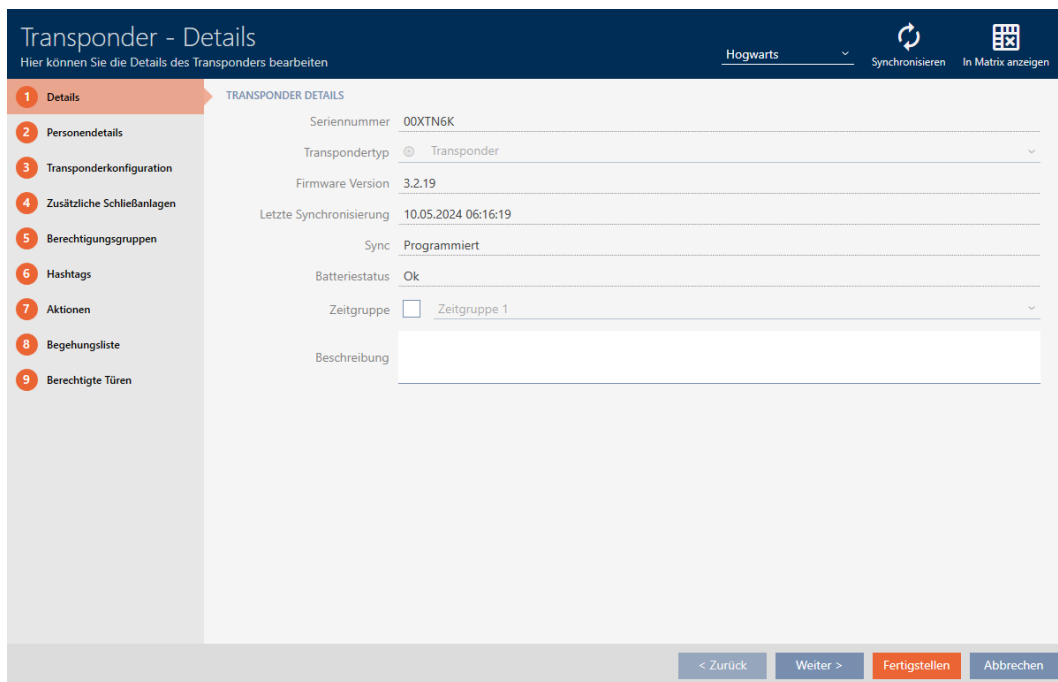 Transponder - Details
Hier können Sie die Details des Transponders bearbeiten
Hogwarts
Synchronisieren
In Matrix anzeigen
1 Details
2 Personendetails
3 Transponderkonfiguration
4 Zusätzliche Schließanlagen
5 Berechtigungsgruppen
6 Hashtags
7 Aktionen
8 Begehungsliste
9 Berechtigte Türen
TRANSPONDER DETAILS
Seriennummer 00XTN6K
Transpondertyp Transponder
Firmware Version 3.2.19
Letzte Synchronisierung 10.05.2024 06:16:19
Sync Programmiert
Batteriestatus Ok
Zeitgruppe Zeitgruppe 1
Beschreibung
< Zurück Weiter > Fertigstellen Abbrechen